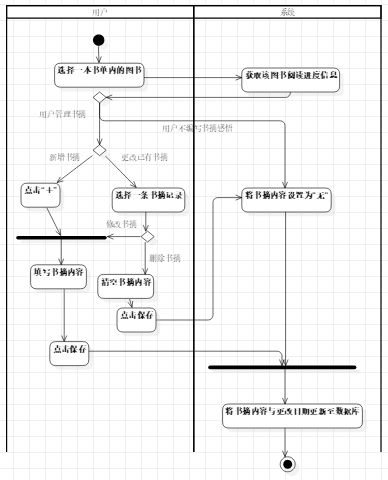 用户
系统
选择一本书单内的图书
获取该图书阅读进度信息
用户管理书摘
用户不编写书摘感悟
新增书摘
更改已有书摘
点击"+"
选择一条书摘记录
将书摘内容设置为"无"
修改书摘
删除书摘
填写书摘内容
清空书摘内容
点击保存
点击保存
将书摘内容与更改日期更新至数据库